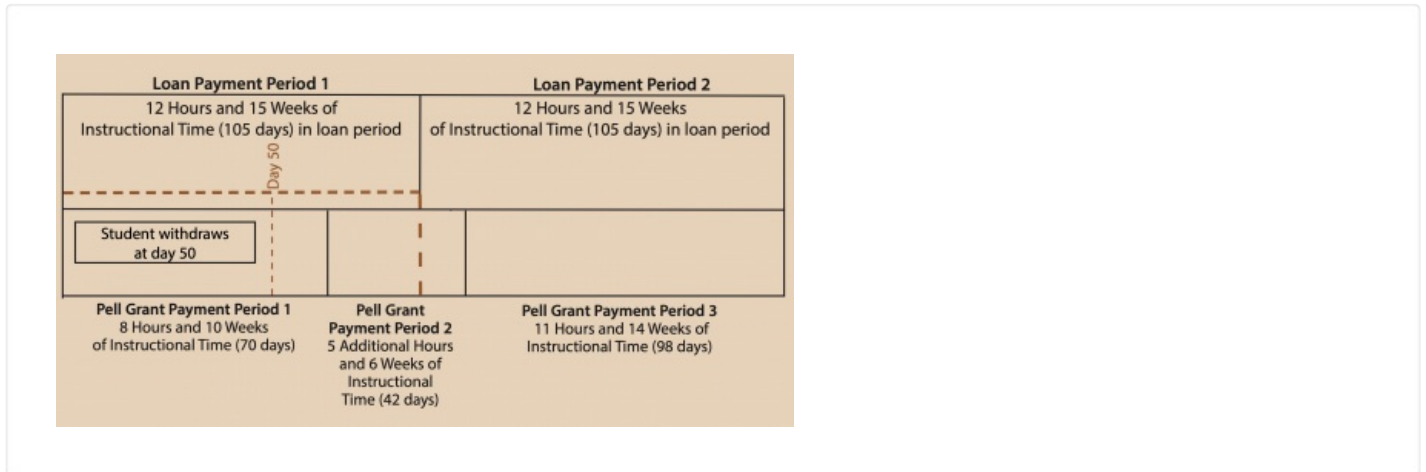 Loan Payment Period 1
12 Hours and 15 Weeks of
Instructional Time (105 days) in loan period
Loan Payment Period 2
12 Hours and 15 Weeks
of Instructional Time (105 days) in loan period
Day 50
Student withdraws
at day 50
Pell Grant Payment Period 1
8 Hours and 10 Weeks
of Instructional Time (70 days)
Pell Grant
Payment Period 2
5 Additional Hours
and 6 Weeks of
Instructional
Time (42 days)
Pell Grant Payment Period 3
11 Hours and 14 Weeks of
Instructional Time (98 days)